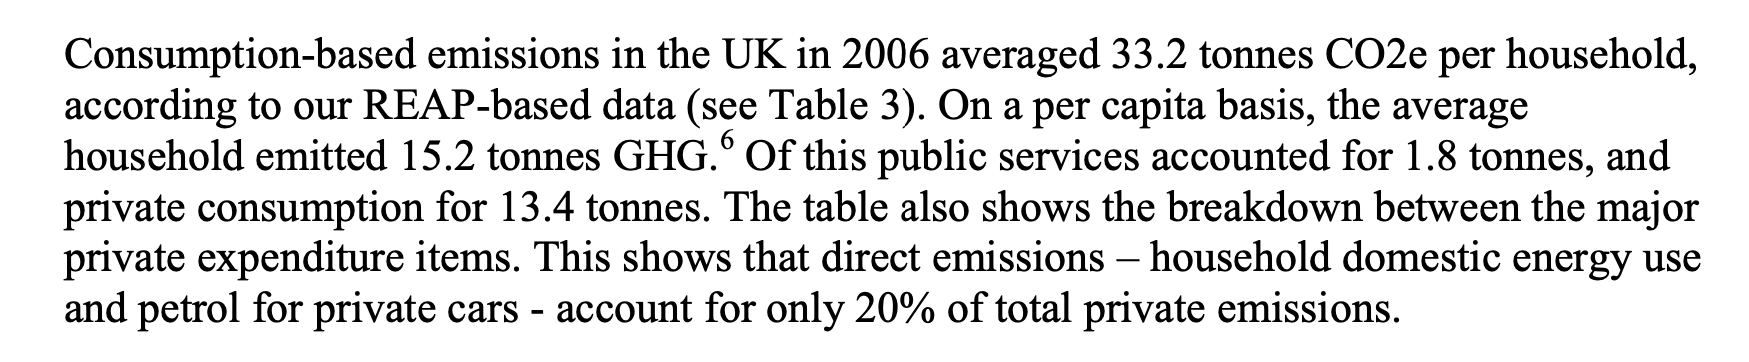 Consumption-based emissions in the UK in 2006 averaged 33.2 tonnes CO2e per household,
according to our REAP-based data (see Table 3). On a per capita basis, the average
household emitted 15.2 tonnes GHG.⁶ Of this public services accounted for 1.8 tonnes, and
private consumption for 13.4 tonnes. The table also shows the breakdown between the major
private expenditure items. This shows that direct emissions – household domestic energy use
and petrol for private cars - account for only 20% of total private emissions.